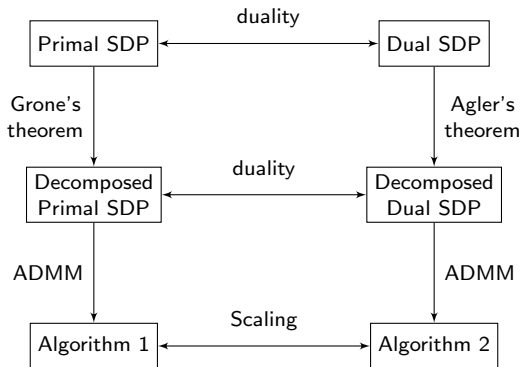 duality
Primal SDP
Dual SDP
Grone's
theorem
Agler's
theorem
duality
Decomposed
Primal SDP
Decomposed
Dual SDP
ADMM
ADMM
Scaling
Algorithm 1
Algorithm 2